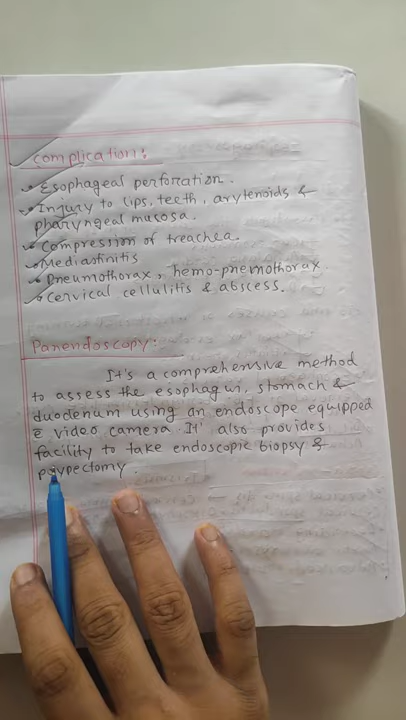 Complication:
• Esophageal perforation.
• Injury to lips, teeth, arytenoids &
pharyngeal mucosa.
• Compression of treachea.
• Mediastinitis
• Pneumothorax, hemo-pnemothorax
• Cervical cellulitis & abscess.
Panendoscopy:
It's a comprehensive method
to assess the esophagus, stomach &
duodenum using an endoscope equipped
c̄ video camera. It' also provides
facility to take endoscopic biopsy &
polypectomy.